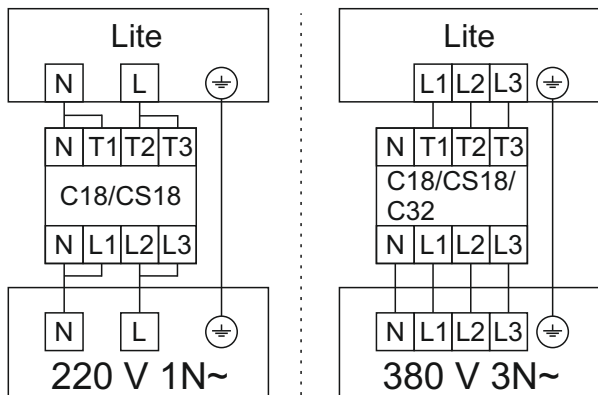 Lite
N L
N T1 T2 T3
C18/CS18
N L1 L2 L3
N L
220 V 1N~
Lite
L1 L2 L3
N T1 T2 T3
C18/CS18/
C32
N L1 L2 L3
N L1 L2 L3
380 V 3N~